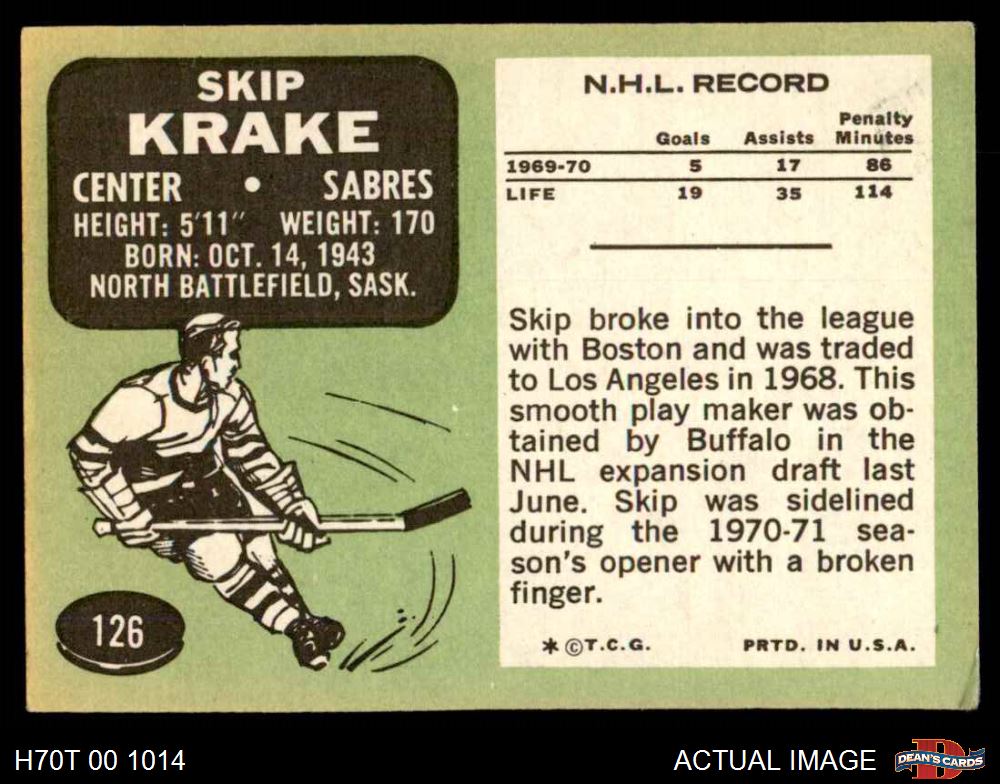 SKIP
KRAKE
CENTER • SABRES
HEIGHT: 5'11" WEIGHT: 170
BORN: OCT. 14, 1943
NORTH BATTLEFIELD, SASK.
126
N.H.L. RECORD
Goals Assists Penalty Minutes
1969-70 5 17 86
LIFE 19 35 114
Skip broke into the league
with Boston and was traded
to Los Angeles in 1968. This
smooth play maker was ob-
tained by Buffalo in the
NHL expansion draft last
June. Skip was sidelined
during the 1970-71 sea-
son's opener with a broken
finger.
* © T.C.G. PRTD. IN U.S.A.
H70T 00 1014
ACTUAL IMAGE
D
DEAN'S CARDS